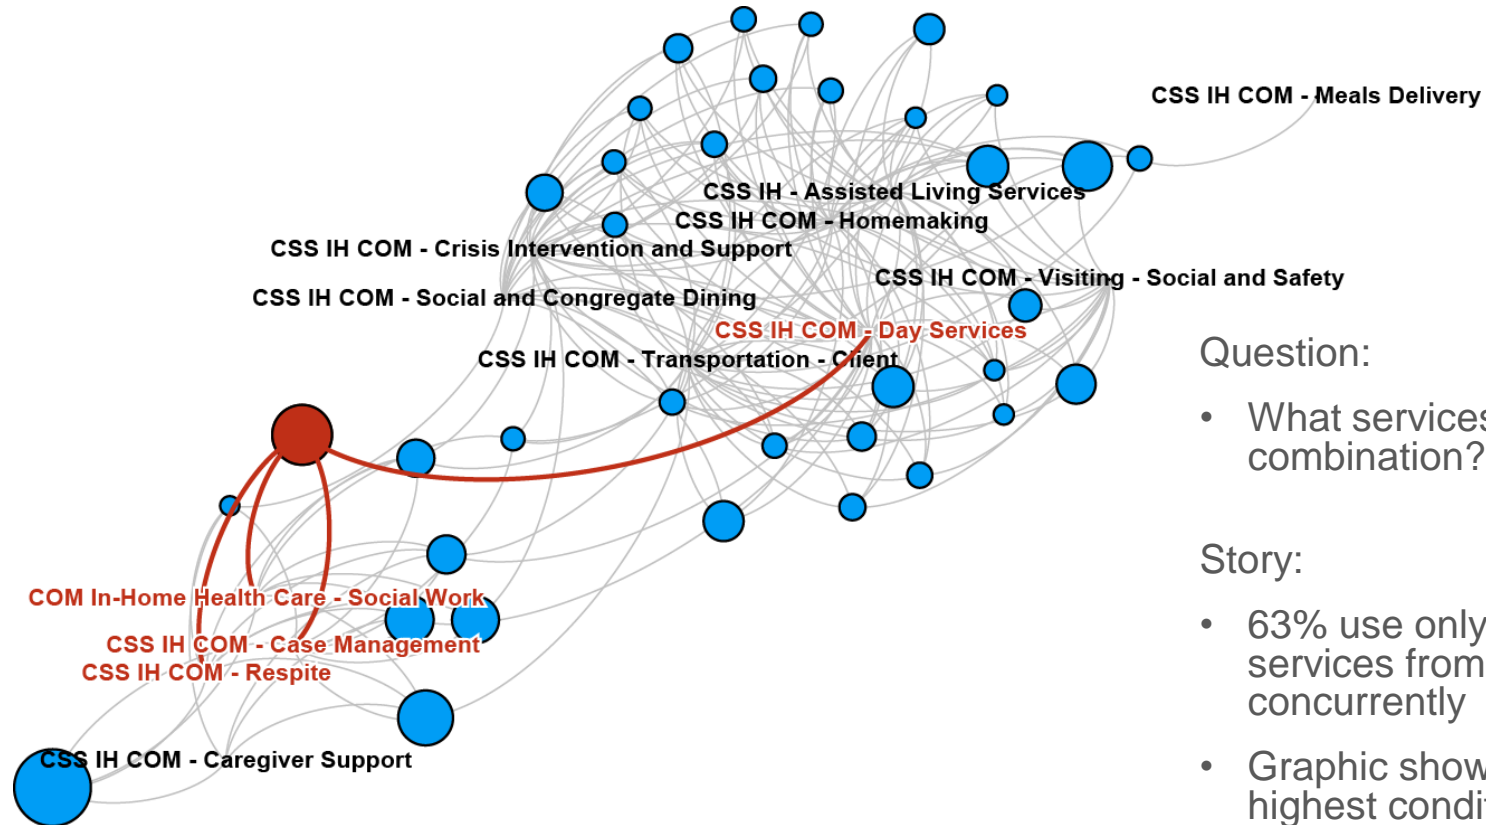 CSS IH COM - Meals Delivery
CSS IH - Assisted Living Services
CSS IH COM - Homemaking
CSS IH COM - Crisis Intervention and Support
CSS IH COM - Visiting - Social and Safety
CSS IH COM - Social and Congregate Dining
CSS IH COM - Day Services
CSS IH COM - Transportation - Client
COM In-Home Health Care - Social Work
CSS IH COM - Case Management
CSS IH COM - Respite
CSS IH COM - Caregiver Support
Question:
• What services
combination?
Story:
• 63% use only
services from
concurrently
• Graphic show
highest condit